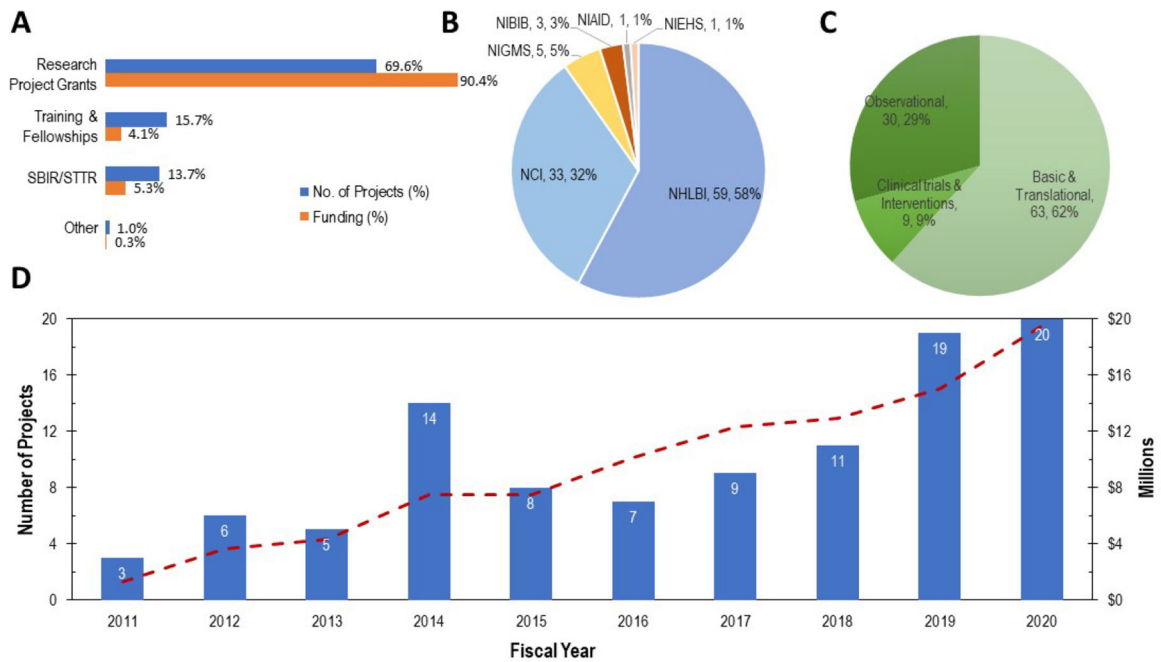 A
Research
Project Grants
69.6%
90.4%
Training &
Fellowships
15.7%
4.1%
SBIR/STTR
13.7%
5.3%
Other
1.0%
0.3%
No. of Projects (%)
Funding (%)
B
NIBIB, 3, 3%
NIAID, 1, 1%
NIEHS, 1, 1%
NIGMS, 5, 5%
NCI, 33, 32%
NHLBI, 59, 58%
C
Observational,
30, 29%
Clinical trials &
Interventions,
9, 9%
Basic &
Translational,
63, 62%
D
Number of Projects
20
16
12
8
4
0
3
6
5
14
8
7
9
11
19
20
$20
$16
$12
$8
$4
$0
Millions
2011 2012 2013 2014 2015 2016 2017 2018 2019 2020
Fiscal Year